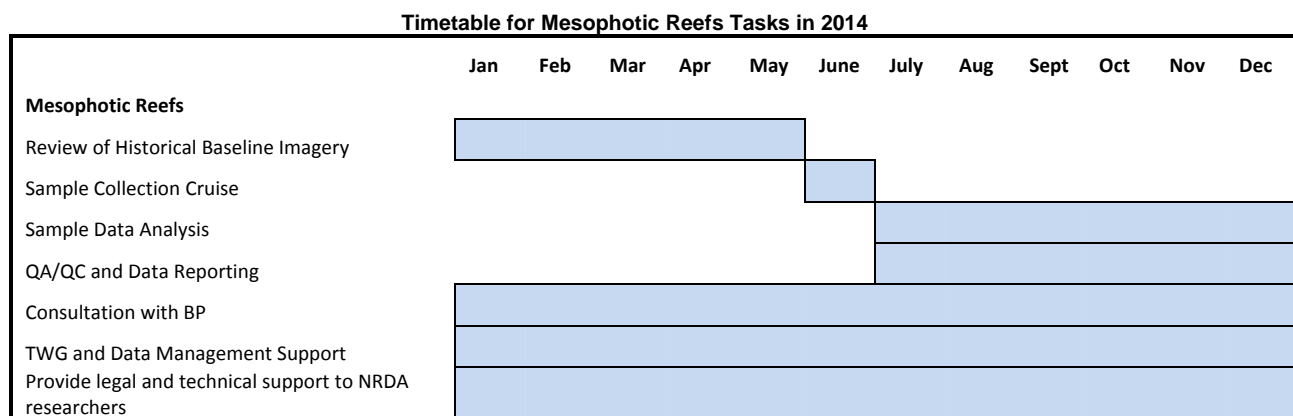 Timetable for Mesophotic Reefs Tasks in 2014
Jan Feb Mar Apr May June July Aug Sept Oct Nov Dec
Mesophotic Reefs
Review of Historical Baseline Imagery
Sample Collection Cruise
Sample Data Analysis
QA/QC and Data Reporting
Consultation with BP
TWG and Data Management Support
Provide legal and technical support to NRDA
researchers